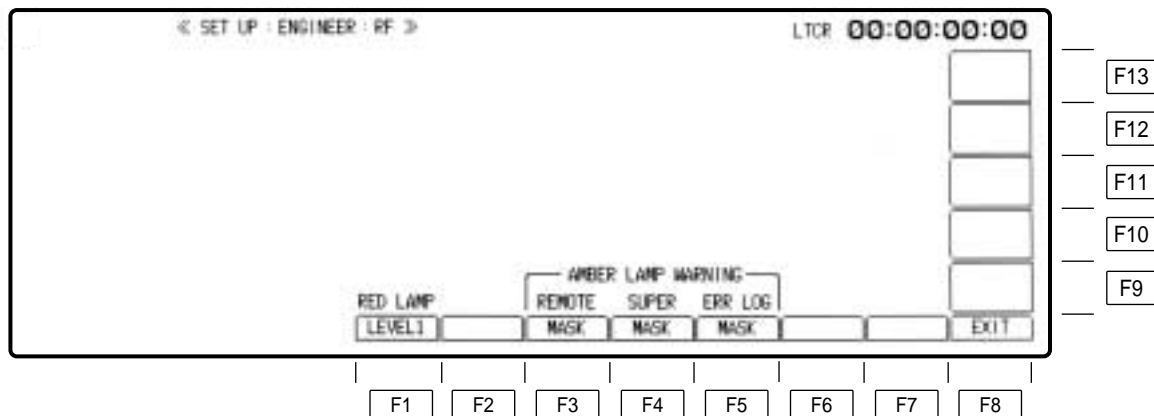 ≪ SET UP : ENGINEER : RF ≫ LTCR 00:00:00:00
F13
F12
F11
F10
F9
AMBER LAMP WARNING
RED LAMP REMOTE SUPER ERR LOG
LEVEL1 MASK MASK MASK EXIT
F1 F2 F3 F4 F5 F6 F7 F8